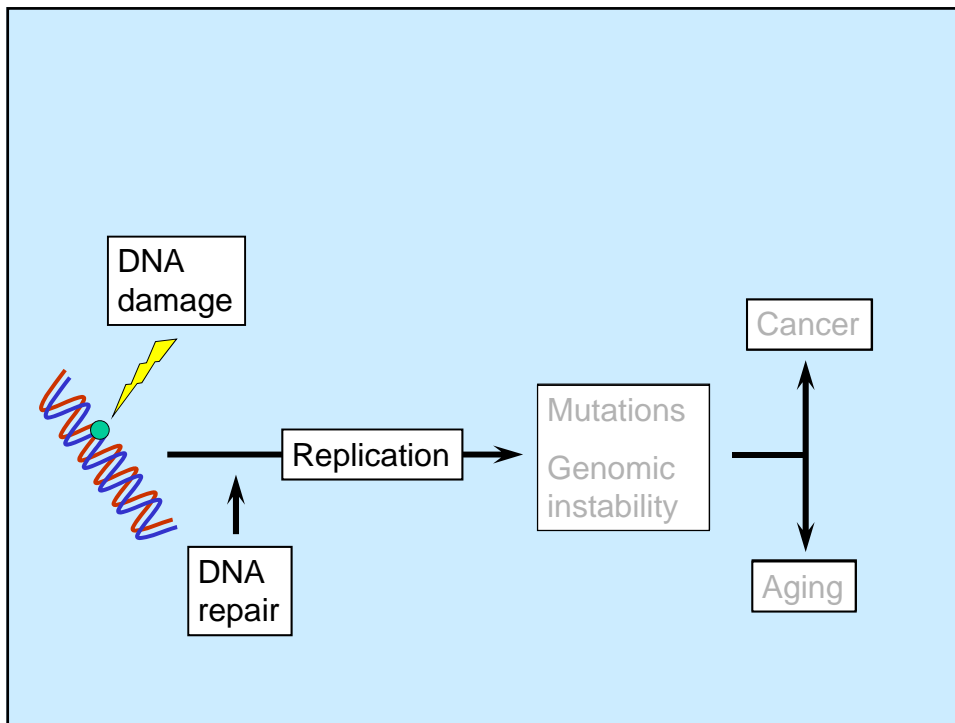 DNA
damage
Cancer
Mutations
Replication
Genomic
instability
DNA
repair
Aging